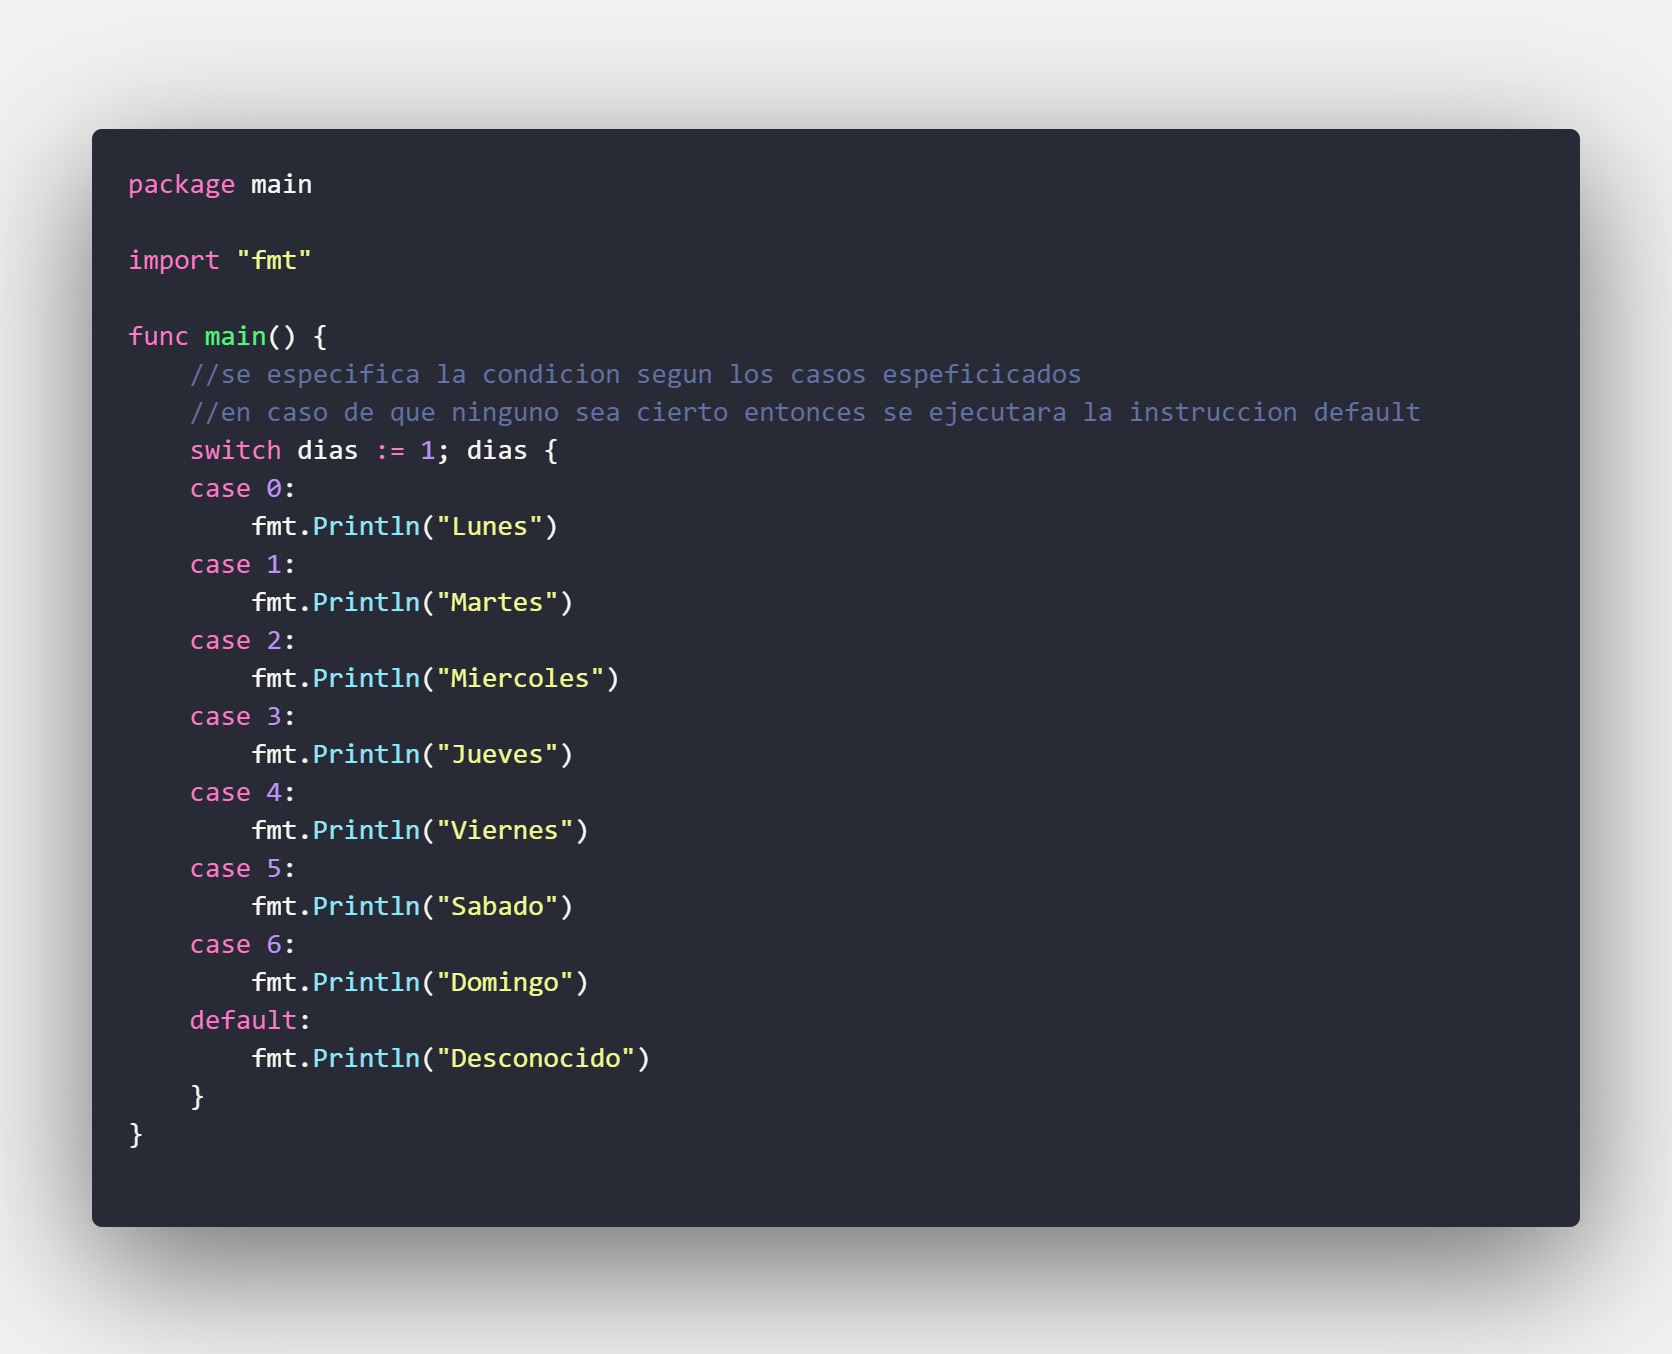 package main

import "fmt"

func main() {
    //se especifica la condicion segun los casos espeficicados
    //en caso de que ninguno sea cierto entonces se ejecutara la instruccion default
    switch dias := 1; dias {
    case 0:
        fmt.Println("Lunes")
    case 1:
        fmt.Println("Martes")
    case 2:
        fmt.Println("Miercoles")
    case 3:
        fmt.Println("Jueves")
    case 4:
        fmt.Println("Viernes")
    case 5:
        fmt.Println("Sabado")
    case 6:
        fmt.Println("Domingo")
    default:
        fmt.Println("Desconocido")
    }
}